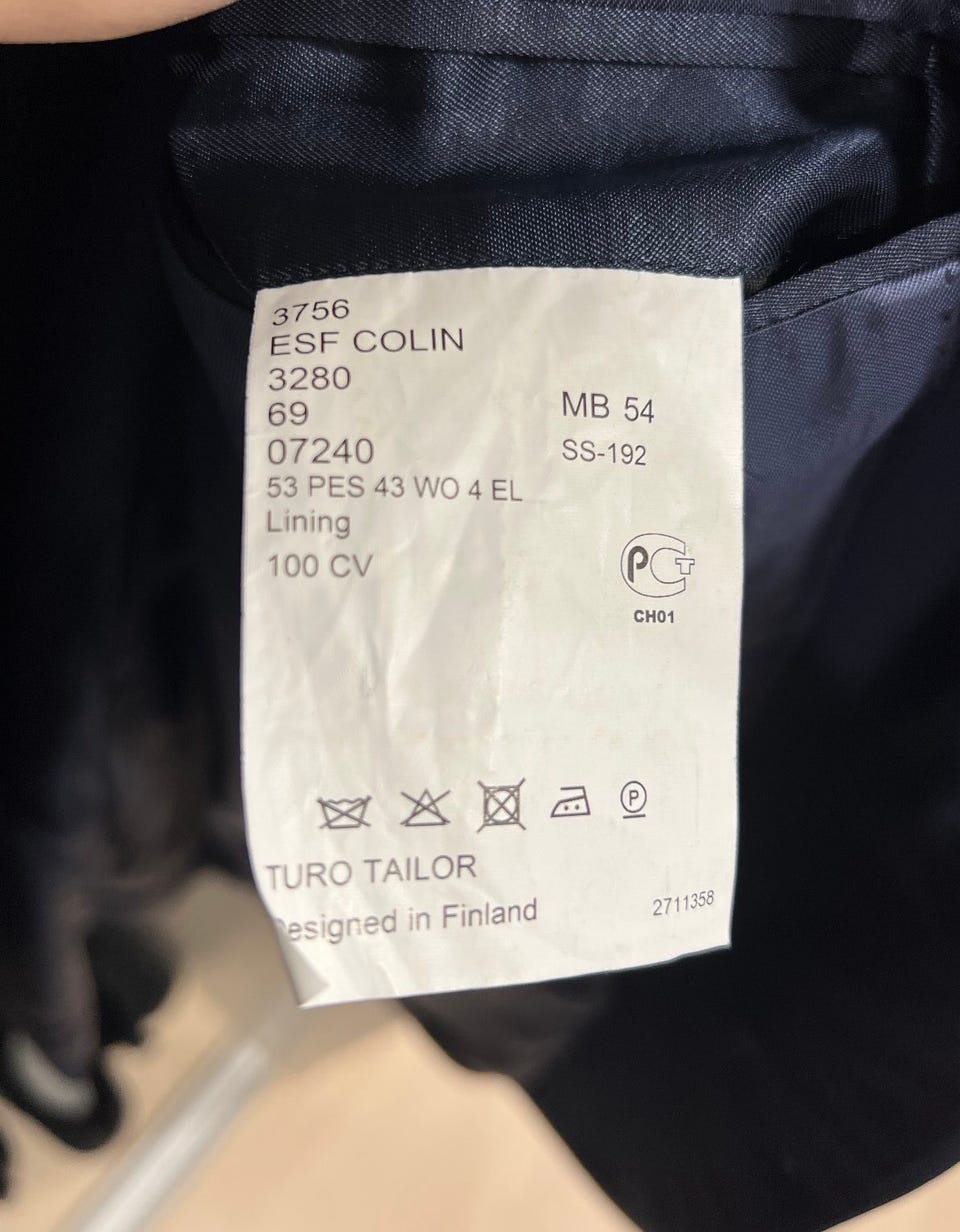 3756
ESF COLIN
3280
69
MB 54
07240
SS-192
53 PES 43 WO 4 EL
Lining
100 CV
РСТ
CH01
P
TURO TAILOR
Designed in Finland
2711358